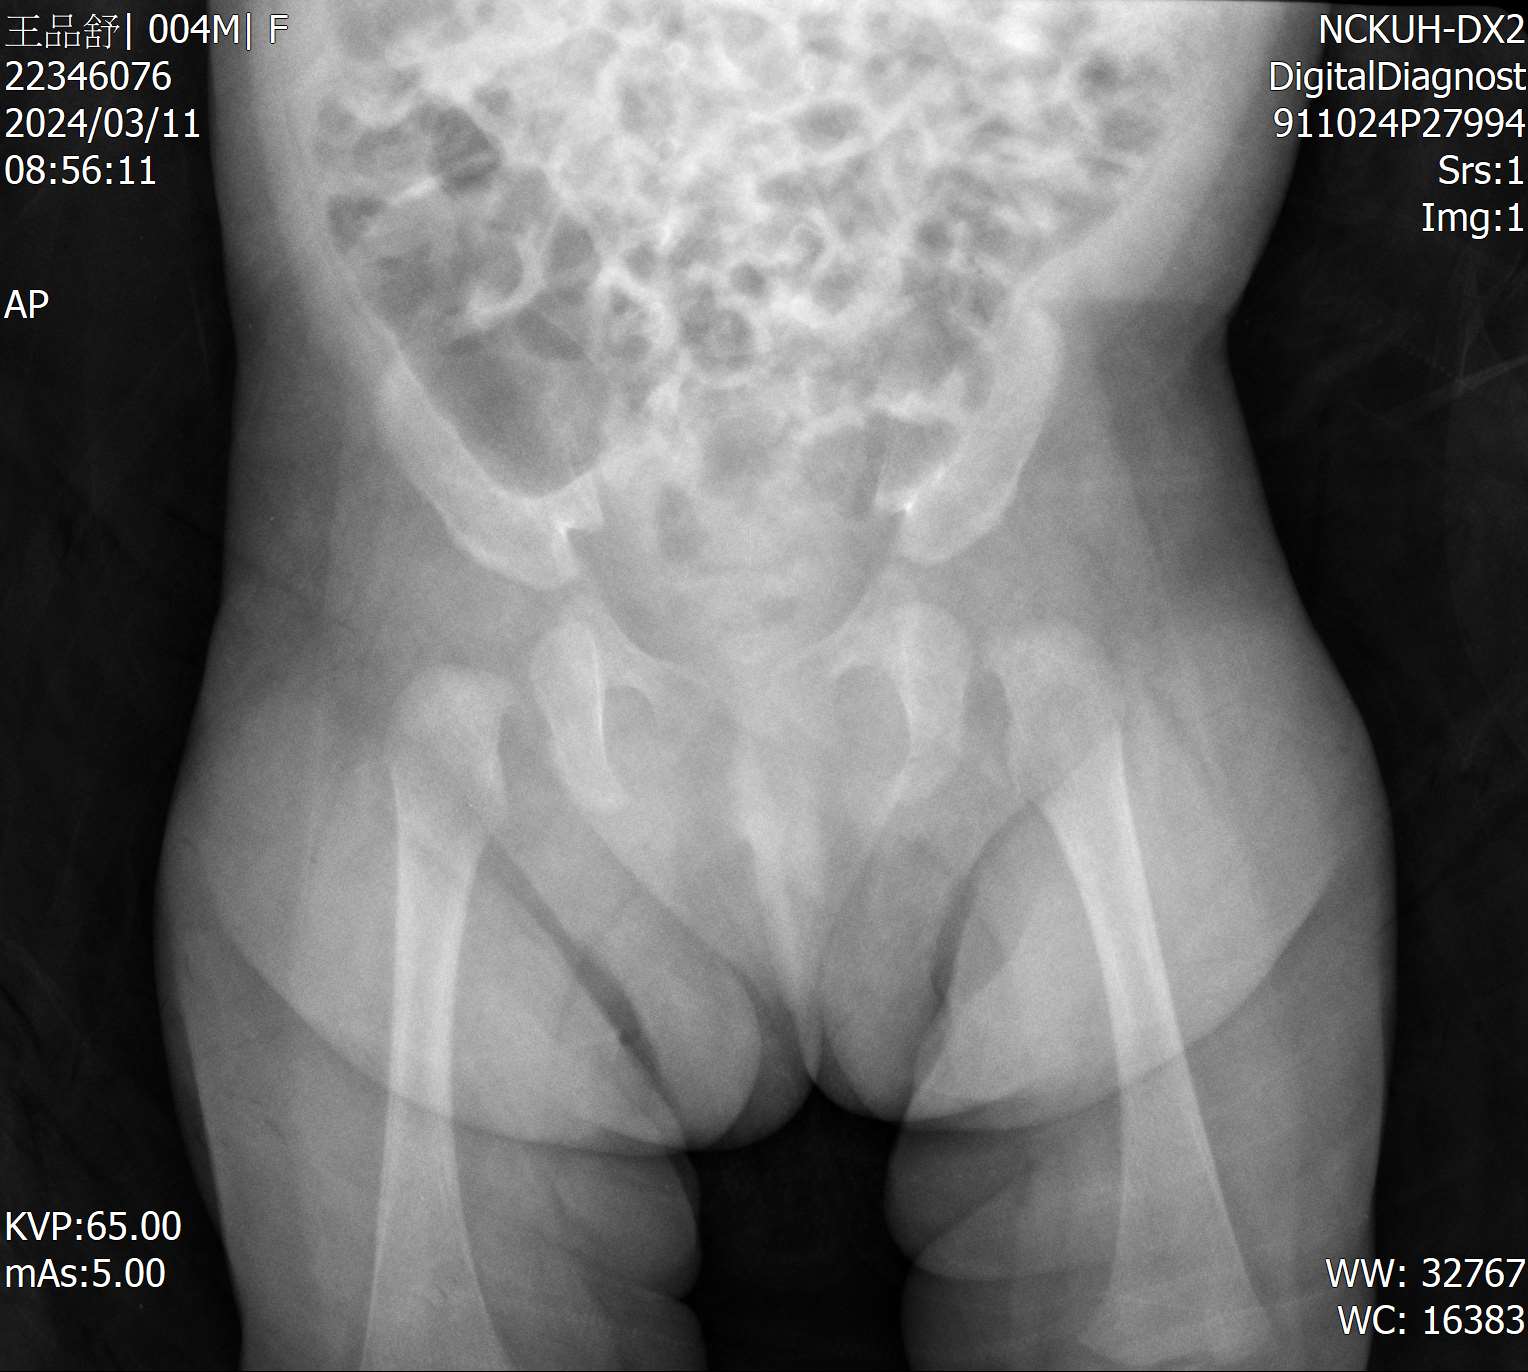 王品舒| 004M| F
22346076
2024/03/11
08:56:11
AP
NCKUH-DX2
DigitalDiagnost
911024P27994
Srs:1
Img:1
KVP:65.00
mAs:5.00
WW: 32767
WC: 16383